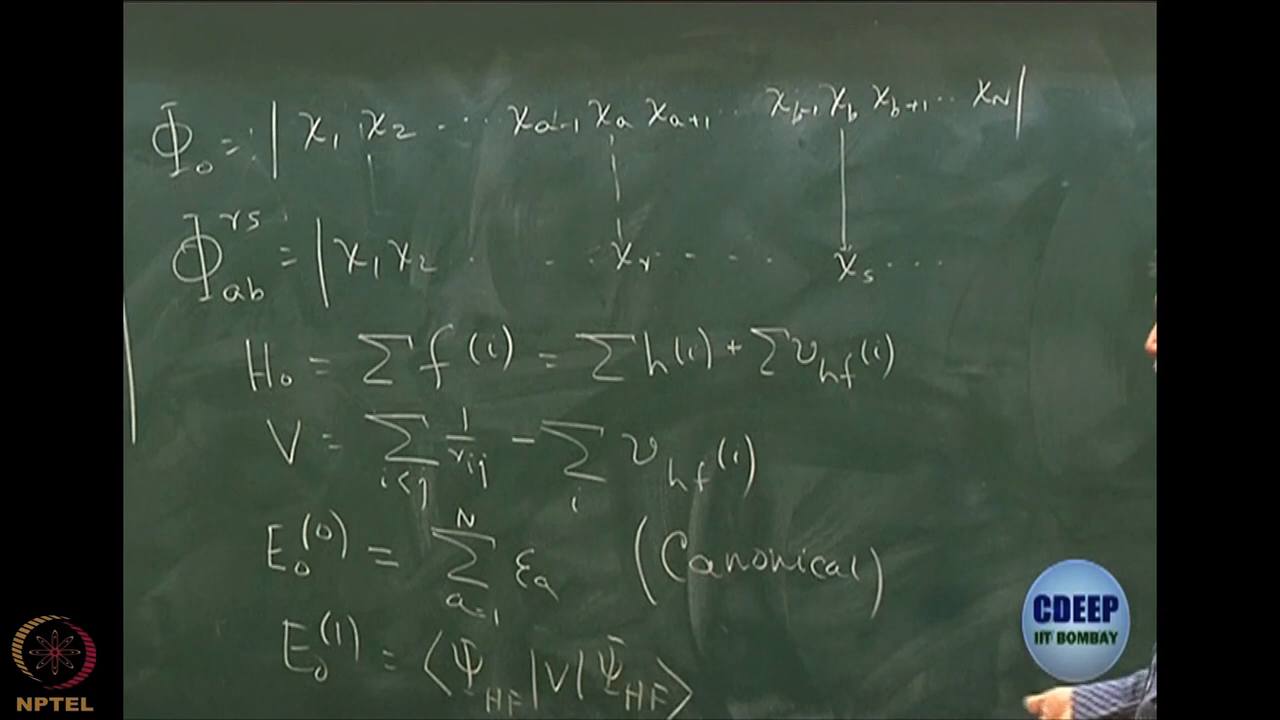 Φ₀ = | χ₁ χ₂ ... χₐ₋₁ χₐ χₐ₊₁ ... χ_b-1 χ_b χ_b+1 ... χ_N |
Φ_ab^rs = | χ₁ χ₂ . . . . χ_r . . . . . χ_s . . . .
H₀ = Σ f(i) = Σ h(i) + Σ v_hf(i)
V = Σ_i<j 1/r_ij - Σ_i v_hf(i)
E₀^(0) = Σ_a=1^N εₐ (Canonical)
E₀^(1) = ⟨Ψ_HF|V|Ψ_HF⟩
CDEEP
IIT BOMBAY
NPTEL